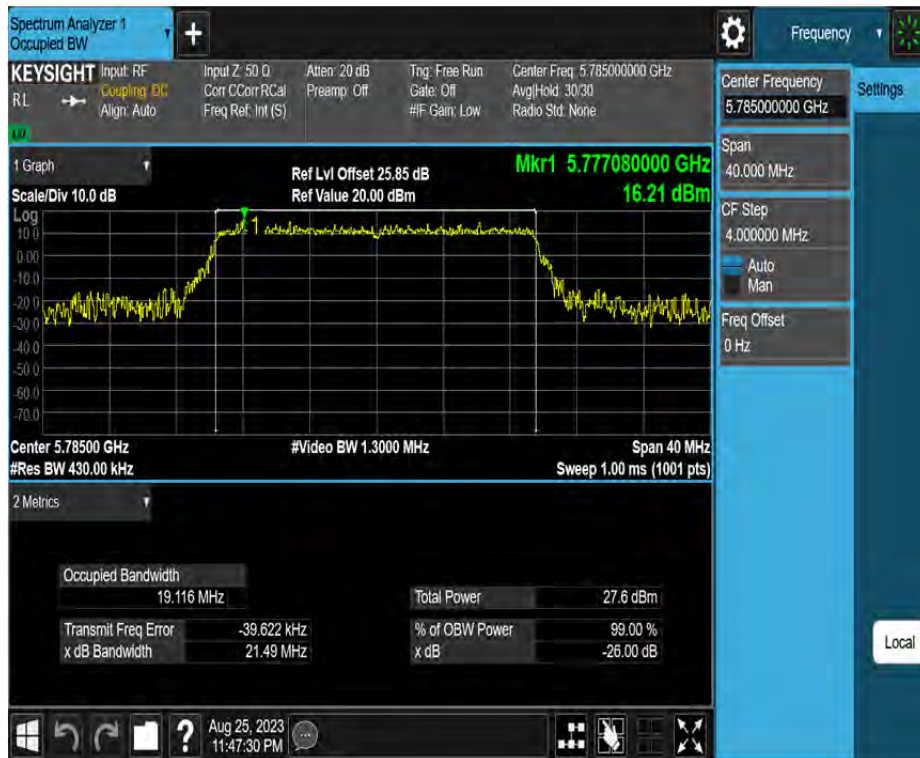 Spectrum Analyzer 1
Occupied BW
+
Frequency
KEYSIGHT
RL
Input: RF
Coupling: DC
Align: Auto
Input Z: 50 Ω
Corr CCorr RCal
Freq Ref: Int (S)
Atten: 20 dB
Preamp: Off
Trig: Free Run
Gate: Off
#IF Gain: Low
Center Freq: 5.785000000 GHz
Avg|Hold: 30/30
Radio Std: None
Center Frequency
5.785000000 GHz
Settings
Span
40.000 MHz
CF Step
4.000000 MHz
Auto
Man
Freq Offset
0 Hz
1 Graph
Scale/Div 10.0 dB
Ref Lvl Offset 25.85 dB
Ref Value 20.00 dBm
Mkr1 5.777080000 GHz
16.21 dBm
Log
10.0
0.00
-10.0
-20.0
-30.0
-40.0
-50.0
-60.0
-70.0
1
Center 5.78500 GHz
#Res BW 430.00 kHz
#Video BW 1.3000 MHz
Span 40 MHz
Sweep 1.00 ms (1001 pts)
2 Metrics
Occupied Bandwidth
19.116 MHz
Total Power 27.6 dBm
Transmit Freq Error -39.622 kHz
% of OBW Power 99.00 %
x dB Bandwidth 21.49 MHz
x dB -26.00 dB
Local
?
Aug 25, 2023
11:47:30 PM